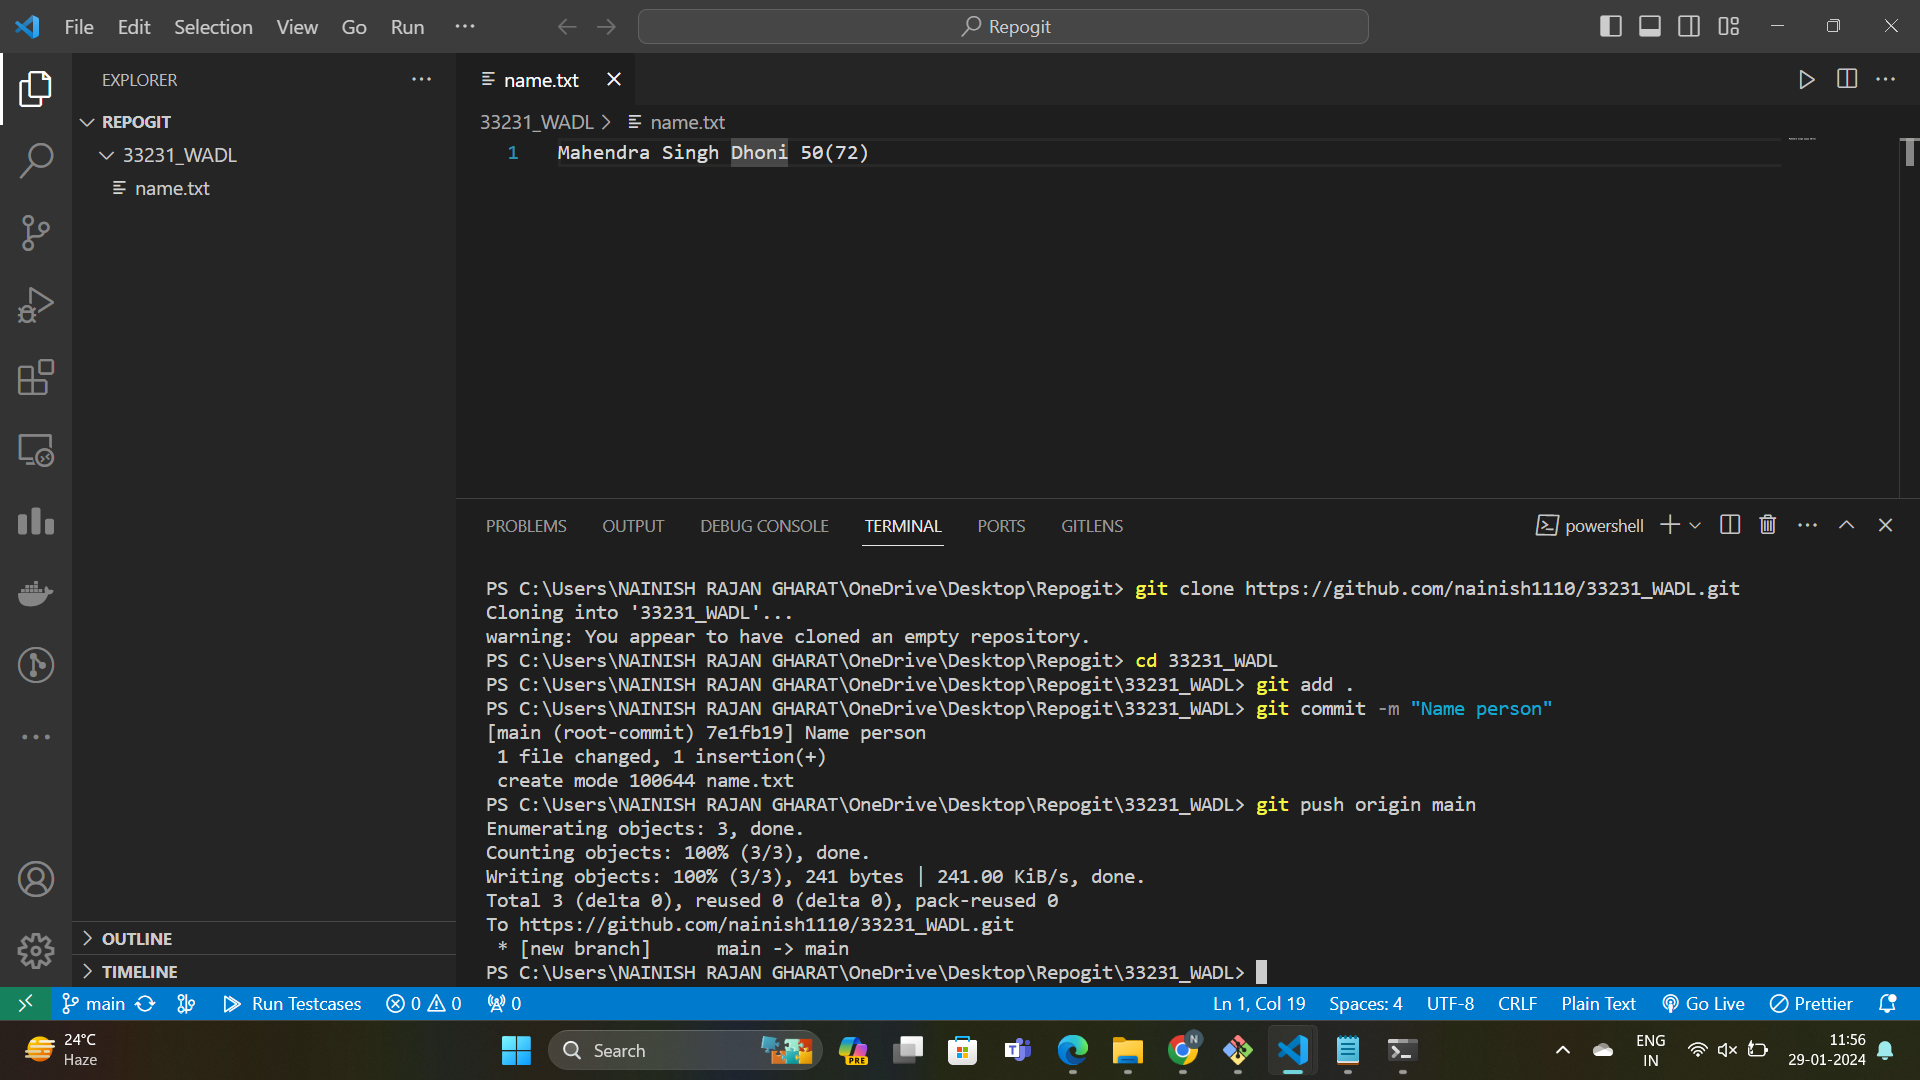 File Edit Selection View Go Run ··· Repogit
EXPLORER ···
REPOGIT
33231_WADL
name.txt
OUTLINE
TIMELINE
name.txt
33231_WADL > name.txt
1 Mahendra Singh Dhoni 50(72)
PROBLEMS OUTPUT DEBUG CONSOLE TERMINAL PORTS GITLENS powershell
PS C:\Users\NAINISH RAJAN GHARAT\OneDrive\Desktop\Repogit> git clone https://github.com/nainish1110/33231_WADL.git
Cloning into '33231_WADL'...
warning: You appear to have cloned an empty repository.
PS C:\Users\NAINISH RAJAN GHARAT\OneDrive\Desktop\Repogit> cd 33231_WADL
PS C:\Users\NAINISH RAJAN GHARAT\OneDrive\Desktop\Repogit\33231_WADL> git add .
PS C:\Users\NAINISH RAJAN GHARAT\OneDrive\Desktop\Repogit\33231_WADL> git commit -m "Name person"
[main (root-commit) 7e1fb19] Name person
 1 file changed, 1 insertion(+)
 create mode 100644 name.txt
PS C:\Users\NAINISH RAJAN GHARAT\OneDrive\Desktop\Repogit\33231_WADL> git push origin main
Enumerating objects: 3, done.
Counting objects: 100% (3/3), done.
Writing objects: 100% (3/3), 241 bytes | 241.00 KiB/s, done.
Total 3 (delta 0), reused 0 (delta 0), pack-reused 0
To https://github.com/nainish1110/33231_WADL.git
 * [new branch]      main -> main
PS C:\Users\NAINISH RAJAN GHARAT\OneDrive\Desktop\Repogit\33231_WADL>
main Run Testcases 0 0 0 Ln 1, Col 19 Spaces: 4 UTF-8 CRLF Plain Text Go Live Prettier
24°C
Haze
Search
PRE
N
ENG
IN
11:56
29-01-2024